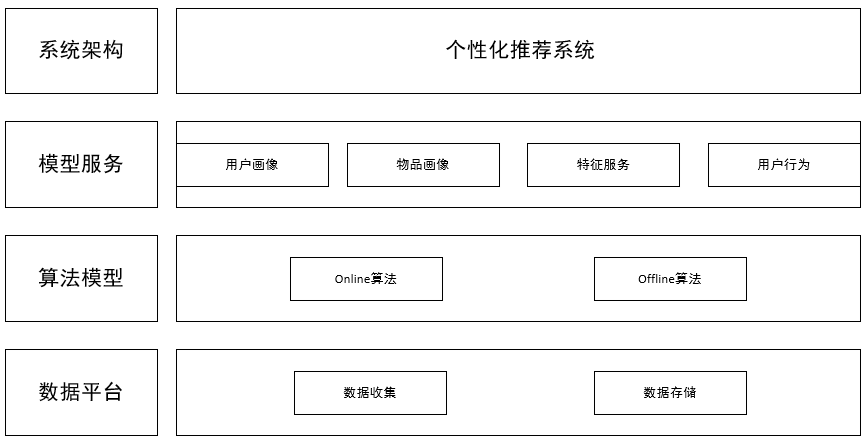 系统架构
个性化推荐系统
模型服务
用户画像
物品画像
特征服务
用户行为
算法模型
Online算法
Offline算法
数据平台
数据收集
数据存储